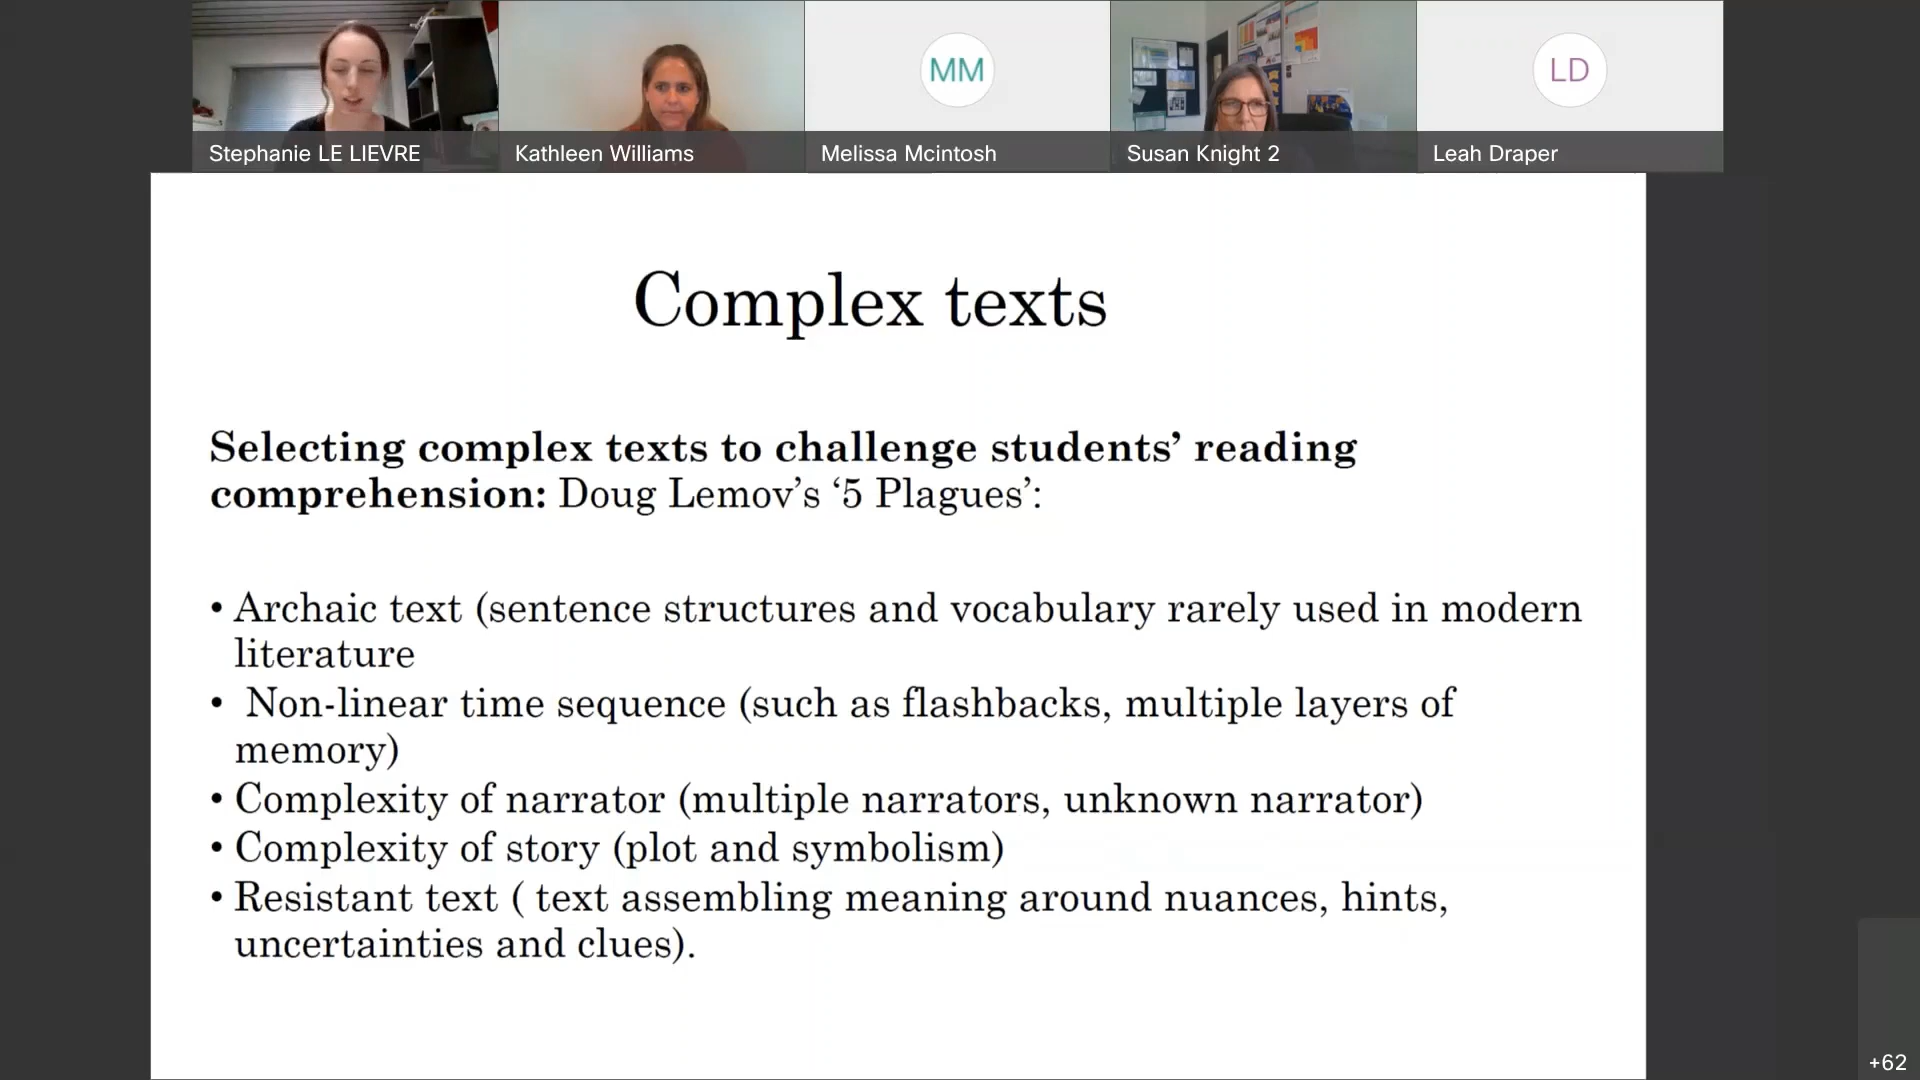 MM
LD
Stephanie LE LIEVRE
Kathleen Williams
Melissa Mcintosh
Susan Knight 2
Leah Draper
Complex texts
Selecting complex texts to challenge students’ reading
comprehension: Doug Lemov’s ‘5 Plagues’:
• Archaic text (sentence structures and vocabulary rarely used in modern
literature
• Non-linear time sequence (such as flashbacks, multiple layers of
memory)
• Complexity of narrator (multiple narrators, unknown narrator)
• Complexity of story (plot and symbolism)
• Resistant text ( text assembling meaning around nuances, hints,
uncertainties and clues).
+62